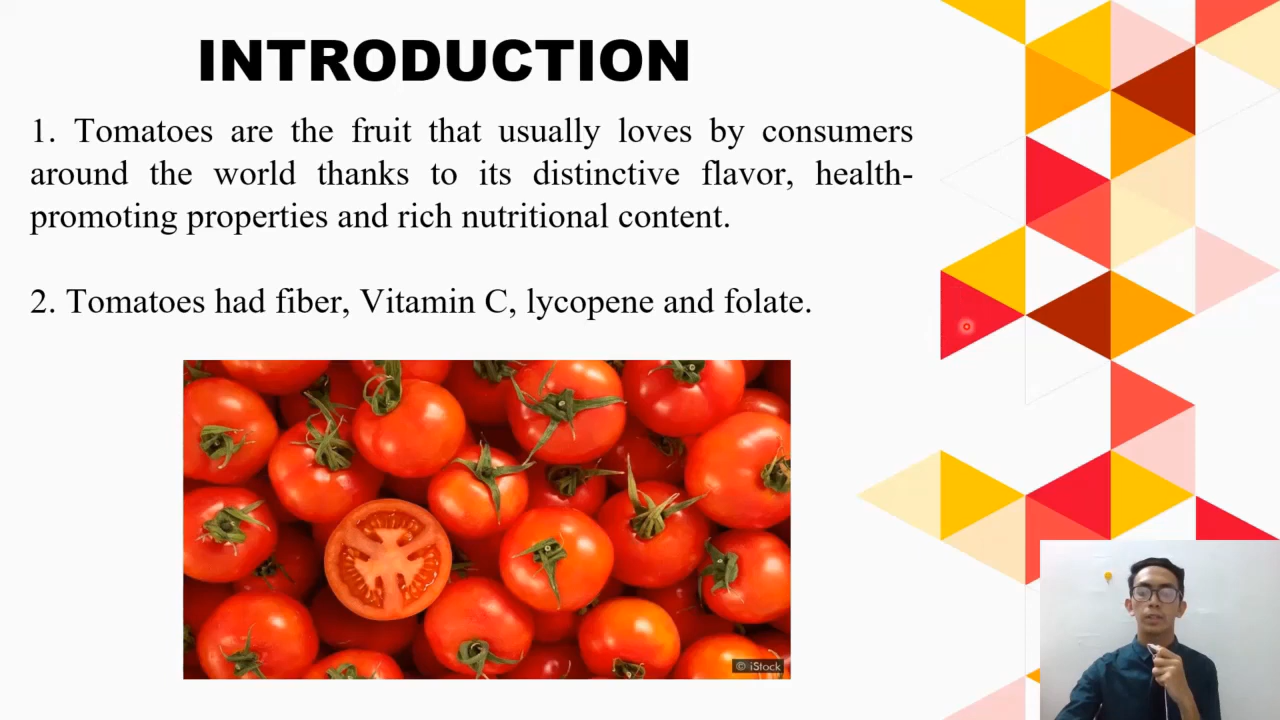 INTRODUCTION
1. Tomatoes are the fruit that usually loves by consumers
around the world thanks to its distinctive flavor, health-
promoting properties and rich nutritional content.
2. Tomatoes had fiber, Vitamin C, lycopene and folate.
© iStock